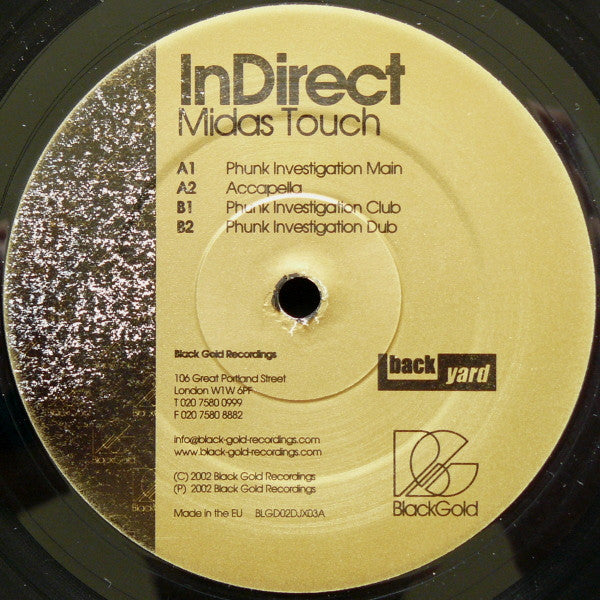 InDirect
Midas Touch
A1 Phunk Investigation Main
A2 Accapella
B1 Phunk Investigation Club
B2 Phunk Investigation Dub
Black Gold Recordings
106 Great Portland Street
London W1W 6PF
T 020 7580 0999
F 020 7580 8882
info@black-gold-recordings.com
www.black-gold-recordings.com
(C) 2002 Black Gold Recordings
(P) 2002 Black Gold Recordings
Made in the EU BLGD02DJX03A
back yard
BG
BlackGold
BlackGold